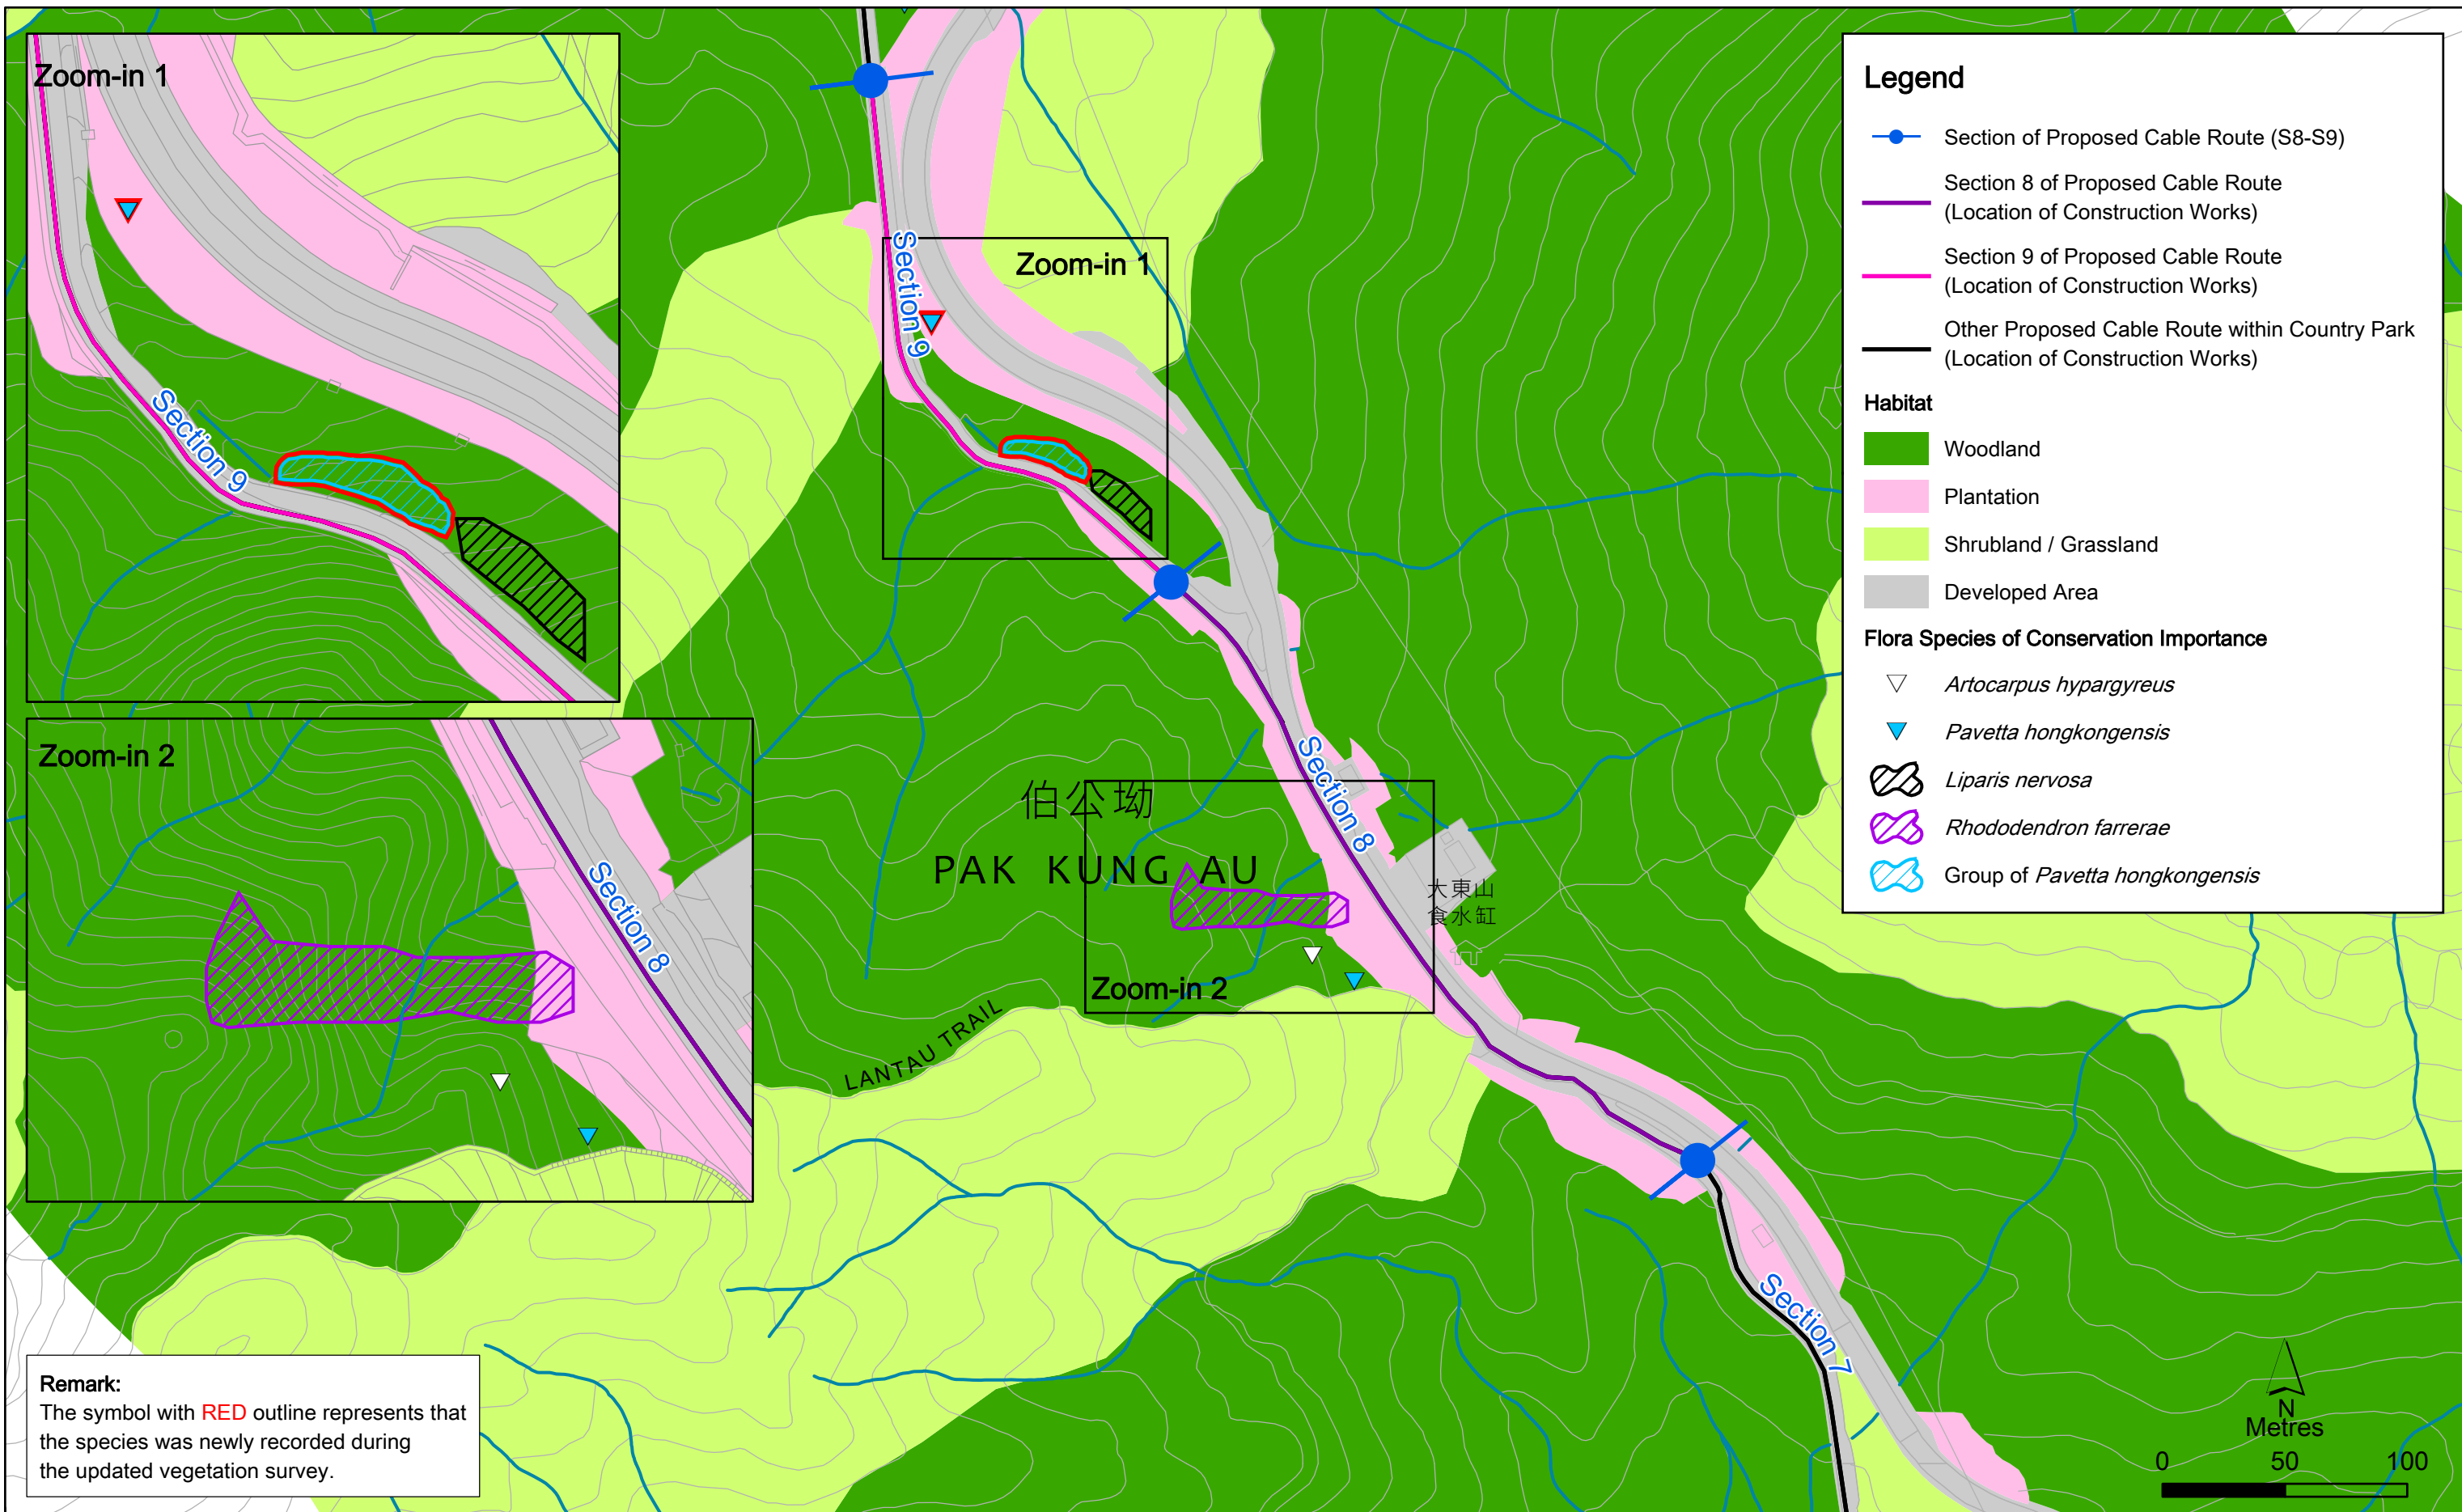 Zoom-in 1
Section 9
Zoom-in 2
Section 8
Section 9
Zoom-in 1
伯公坳
PAK KUNG AU
Section 8
大東山
食水缸
Zoom-in 2
LANTAU TRAIL
Section 7
Legend
Section of Proposed Cable Route (S8-S9)
Section 8 of Proposed Cable Route
(Location of Construction Works)
Section 9 of Proposed Cable Route
(Location of Construction Works)
Other Proposed Cable Route within Country Park
(Location of Construction Works)
Habitat
Woodland
Plantation
Shrubland / Grassland
Developed Area
Flora Species of Conservation Importance
Artocarpus hypargyreus
Pavetta hongkongensis
Liparis nervosa
Rhododendron farrerae
Group of Pavetta hongkongensis
Remark:
The symbol with RED outline represents that
the species was newly recorded during
the updated vegetation survey.
N
Metres
0 50 100